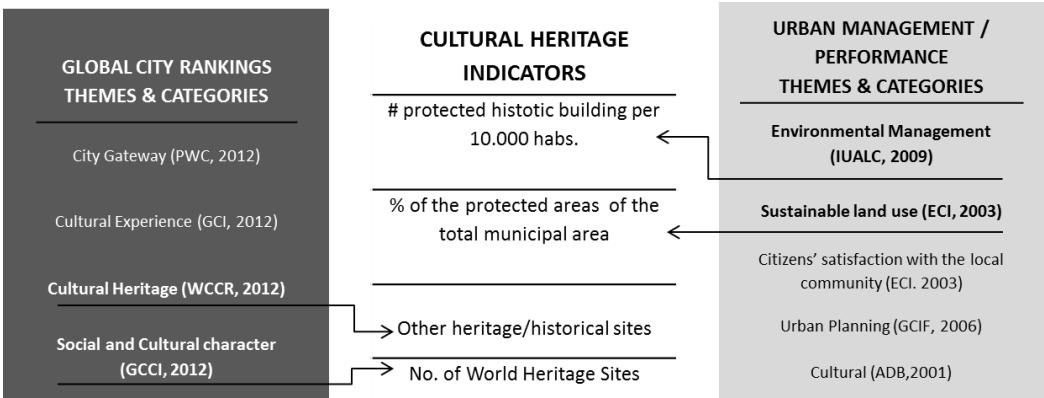 GLOBAL CITY RANKINGS
THEMES & CATEGORIES
City Gateway (PWC, 2012)
Cultural Experience (GCI, 2012)
Cultural Heritage (WCCR, 2012)
Social and Cultural character
(GCCI, 2012)
CULTURAL HERITAGE
INDICATORS
# protected histotic building per
10.000 habs.
% of the protected areas of the
total municipal area
Other heritage/historical sites
No. of World Heritage Sites
URBAN MANAGEMENT /
PERFORMANCE
THEMES & CATEGORIES
Environmental Management
(IUALC, 2009)
Sustainable land use (ECI, 2003)
Citizens' satisfaction with the local
community (ECI. 2003)
Urban Planning (GCIF, 2006)
Cultural (ADB,2001)